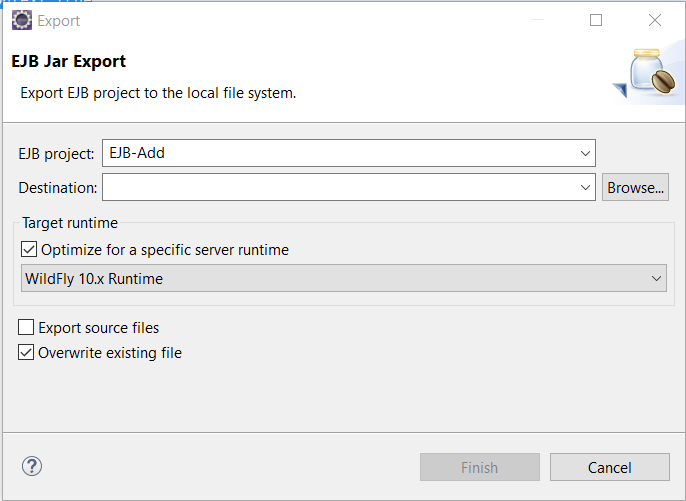 Export
EJB Jar Export
Export EJB project to the local file system.
EJB project: EJB-Add
Destination: Browse...
Target runtime
Optimize for a specific server runtime
WildFly 10.x Runtime
Export source files
Overwrite existing file
? Finish Cancel